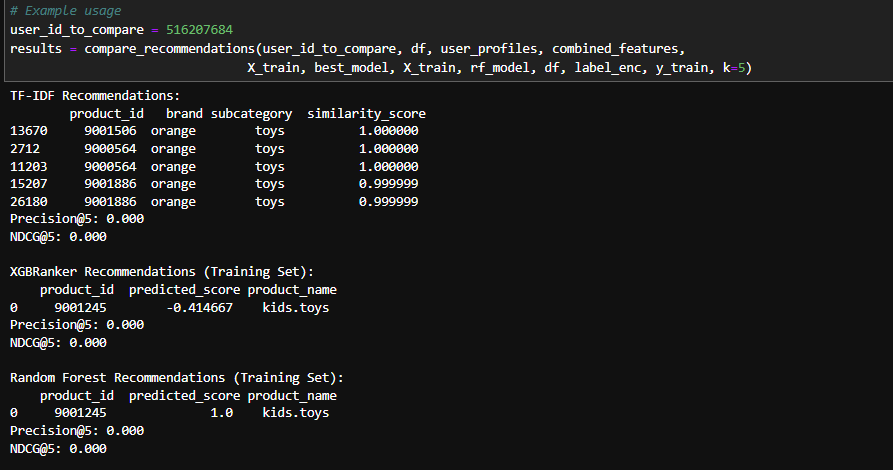 # Example usage
user_id_to_compare = 516207684
results = compare_recommendations(user_id_to_compare, df, user_profiles, combined_features,
X_train, best_model, X_train, rf_model, df, label_enc, y_train, k=5)
TF-IDF Recommendations:
product_id brand subcategory similarity_score
13670 9001506 orange toys 1.000000
2712 9000564 orange toys 1.000000
11203 9000564 orange toys 1.000000
15207 9001886 orange toys 0.999999
26180 9001886 orange toys 0.999999
Precision@5: 0.000
NDCG@5: 0.000
XGBRanker Recommendations (Training Set):
product_id predicted_score product_name
0 9001245 -0.414667 kids.toys
Precision@5: 0.000
NDCG@5: 0.000
Random Forest Recommendations (Training Set):
product_id predicted_score product_name
0 9001245 1.0 kids.toys
Precision@5: 0.000
NDCG@5: 0.000